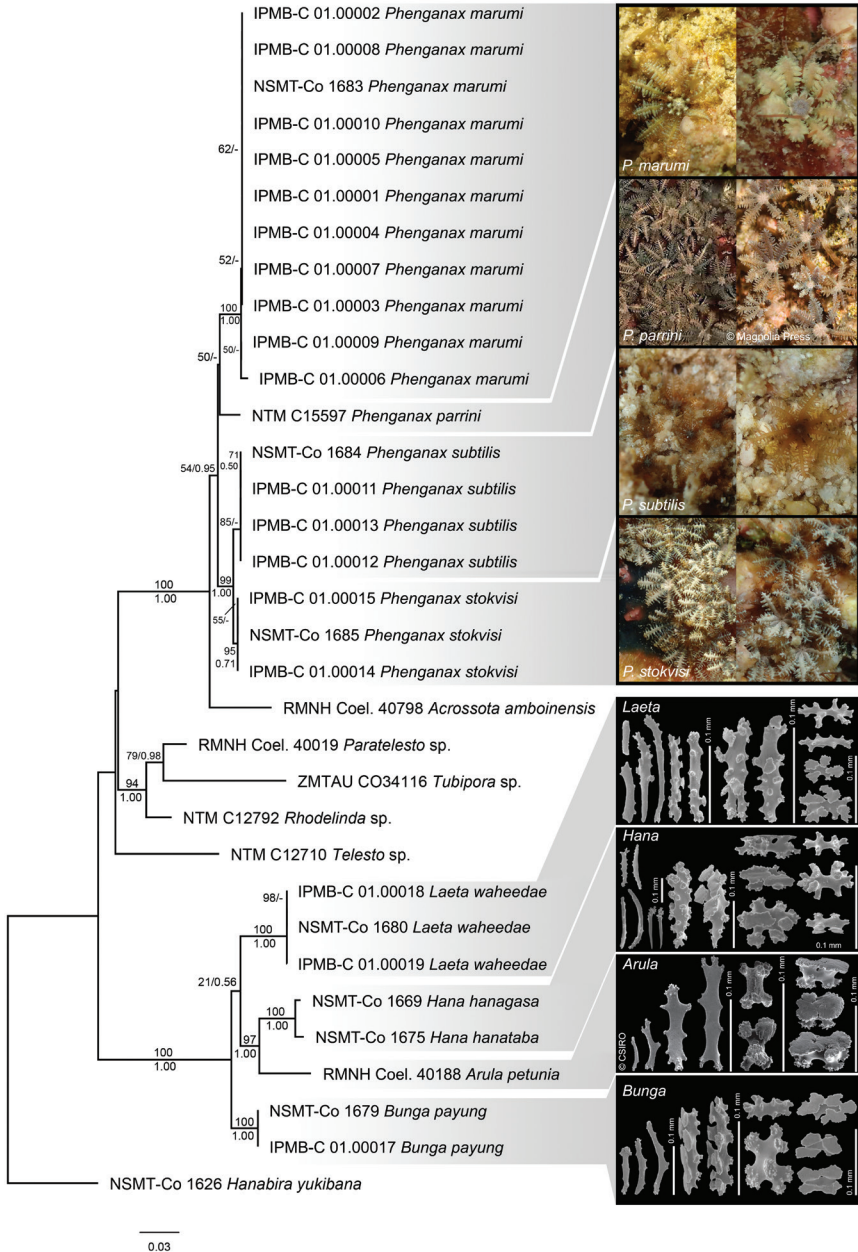 IPMB-C 01.00002 Phenganax marumi
IPMB-C 01.00008 Phenganax marumi
NSMT-Co 1683 Phenganax marumi
IPMB-C 01.00010 Phenganax marumi
IPMB-C 01.00005 Phenganax marumi
IPMB-C 01.00001 Phenganax marumi
IPMB-C 01.00004 Phenganax marumi
IPMB-C 01.00007 Phenganax marumi
IPMB-C 01.00003 Phenganax marumi
IPMB-C 01.00009 Phenganax marumi
IPMB-C 01.00006 Phenganax marumi
NTM C15597 Phenganax parrini
NSMT-Co 1684 Phenganax subtilis
IPMB-C 01.00011 Phenganax subtilis
IPMB-C 01.00013 Phenganax subtilis
IPMB-C 01.00012 Phenganax subtilis
IPMB-C 01.00015 Phenganax stokvisi
NSMT-Co 1685 Phenganax stokvisi
IPMB-C 01.00014 Phenganax stokvisi
RMNH Coel. 40798 Acrossota amboinensis
RMNH Coel. 40019 Paratelesto sp.
ZMTAU CO34116 Tubipora sp.
NTM C12792 Rhodelinda sp.
NTM C12710 Telesto sp.
IPMB-C 01.00018 Laeta waheedae
NSMT-Co 1680 Laeta waheedae
IPMB-C 01.00019 Laeta waheedae
NSMT-Co 1669 Hana hanagasa
NSMT-Co 1675 Hana hanataba
RMNH Coel. 40188 Arula petunia
NSMT-Co 1679 Bunga payung
IPMB-C 01.00017 Bunga payung
NSMT-Co 1626 Hanabira yukibana
62/-
52/-
100
1.00
50/-
50/-
54/0.95
71
0.50
85/-
99
1.00
55/-
95
0.71
100
1.00
79/0.98
94
1.00
98/-
100
1.00
21/0.56
100
1.00
97
1.00
100
1.00
100
1.00
0.03
P. marumi
P. parrini
© Magnolia Press
P. subtilis
P. stokvisi
Laeta
0.1 mm
0.1 mm
0.1 mm
Hana
0.1 mm
0.1 mm
0.1 mm
Arula
© CSIRO
0.1 mm
0.1 mm
0.1 mm
Bunga
0.1 mm
0.1 mm
0.1 mm